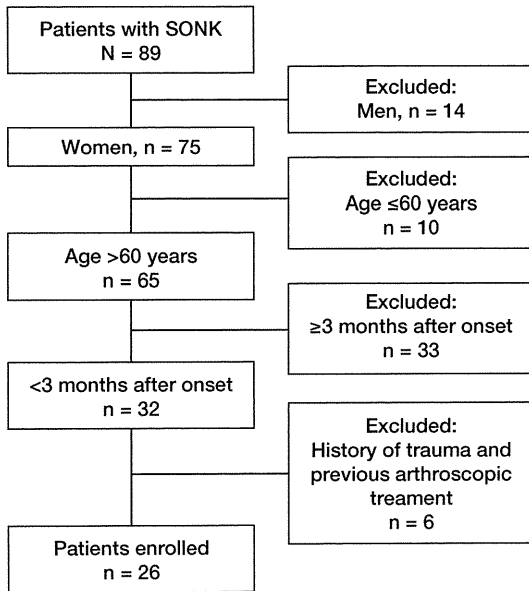 Patients with SONK
N = 89
Excluded:
Men, n = 14
Women, n = 75
Excluded:
Age ≤60 years
n = 10
Age >60 years
n = 65
Excluded:
≥3 months after onset
n = 33
<3 months after onset
n = 32
Excluded:
History of trauma and
previous arthroscopic
treament
n = 6
Patients enrolled
n = 26